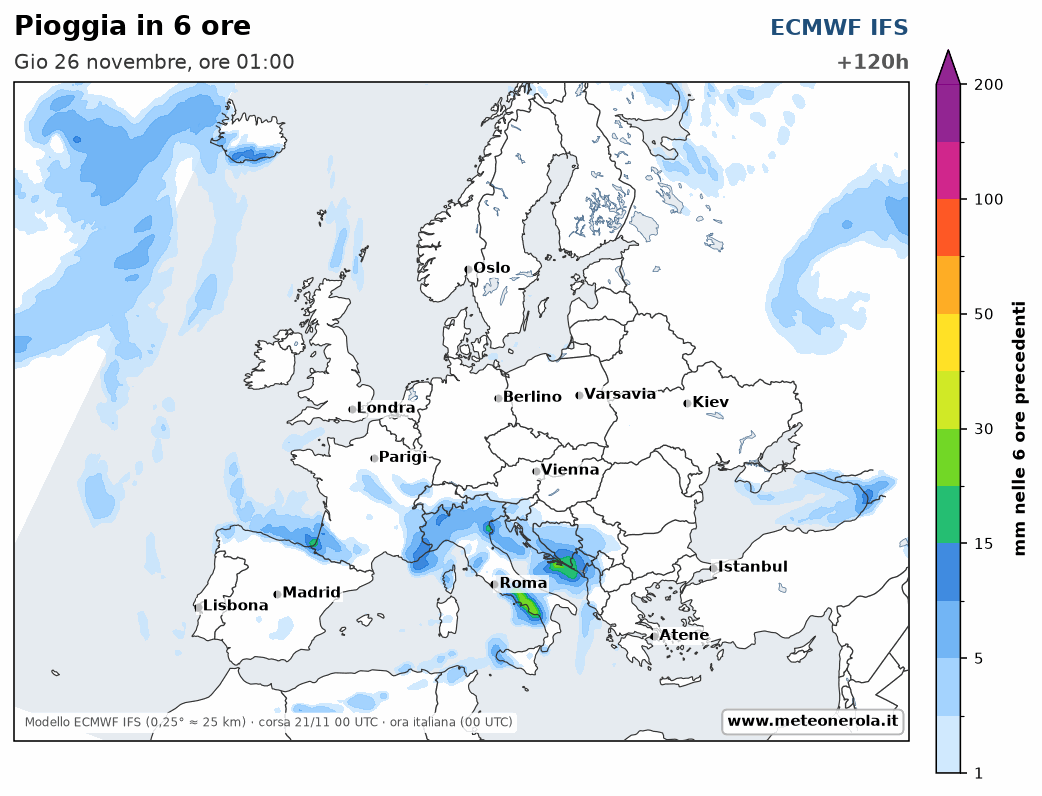 Pioggia in 6 ore
ECMWF IFS
Gio 26 novembre, ore 01:00
+120h
200
100
50
30
15
5
1
mm nelle 6 ore precedenti
Oslo
Berlino
Varsavia
Kiev
Londra
Parigi
Vienna
Istanbul
Roma
Madrid
Lisbona
Atene
Modello ECMWF IFS (0,25° ≈ 25 km) · corsa 21/11 00 UTC · ora italiana (00 UTC)
www.meteonerola.it